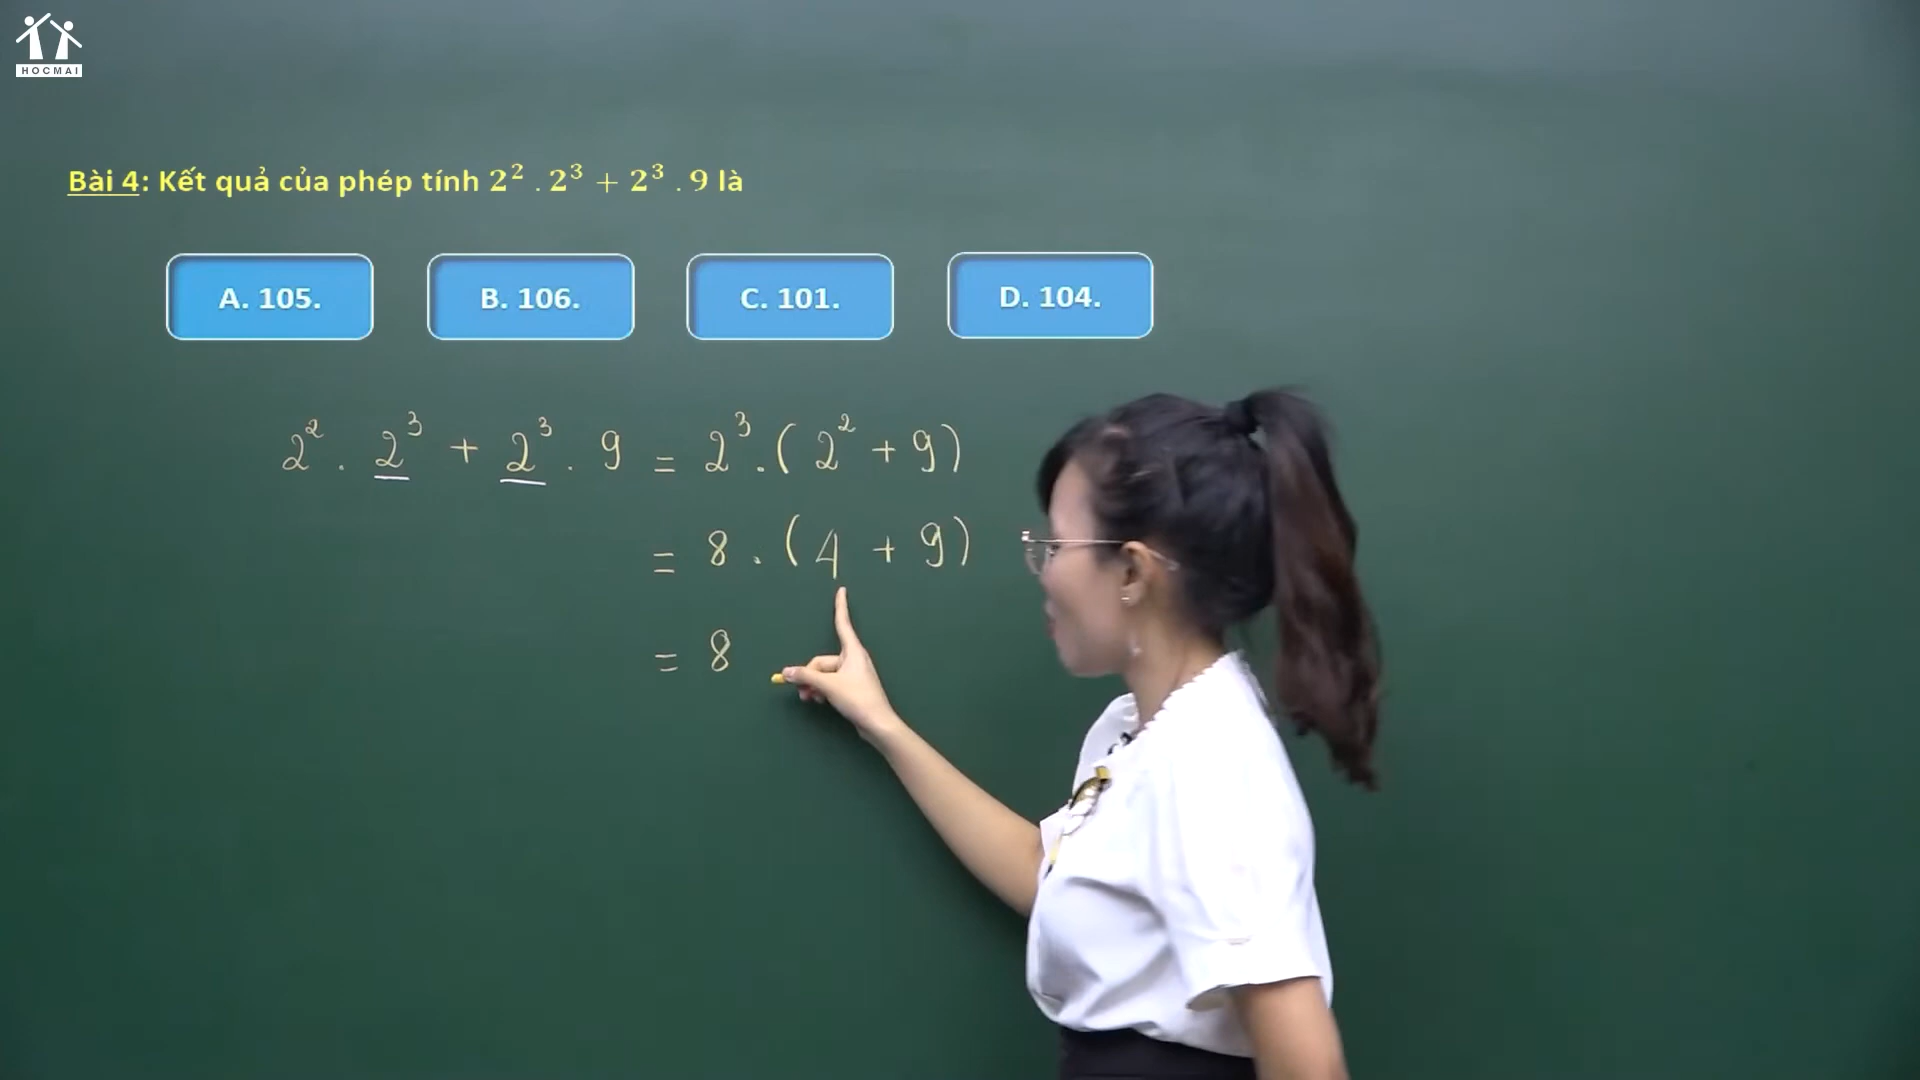 HOCMAI
Bài 4: Kết quả của phép tính 2² . 2³ + 2³ . 9 là
A. 105.
B. 106.
C. 101.
D. 104.
2² . 2³ + 2³ . 9 = 2³ . ( 2² + 9 )
= 8 . ( 4 + 9 )
= 8